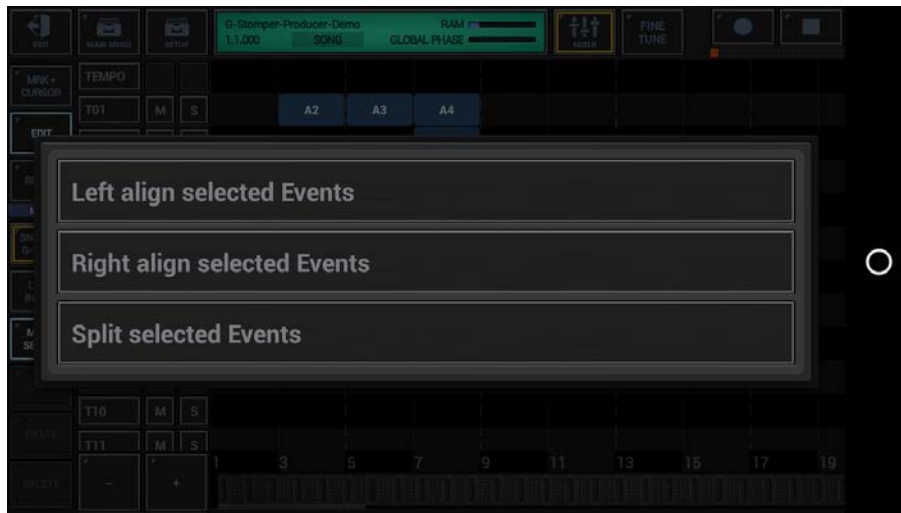 EXIT
MAIN MENU
SETUP
G-Stomper-Producer-Demo RAM
1.1.000 SONG GLOBAL PHASE
MIXER
FINE
TUNE
MRK+
CURSOR
TEMPO
T01 M S
A2 A3 A4
EDIT
Left align selected Events
Right align selected Events
Split selected Events
T10 M S
PASTE
T11 M S
DELETE
- +
1 3 5 7 9 11 13 15 17 19